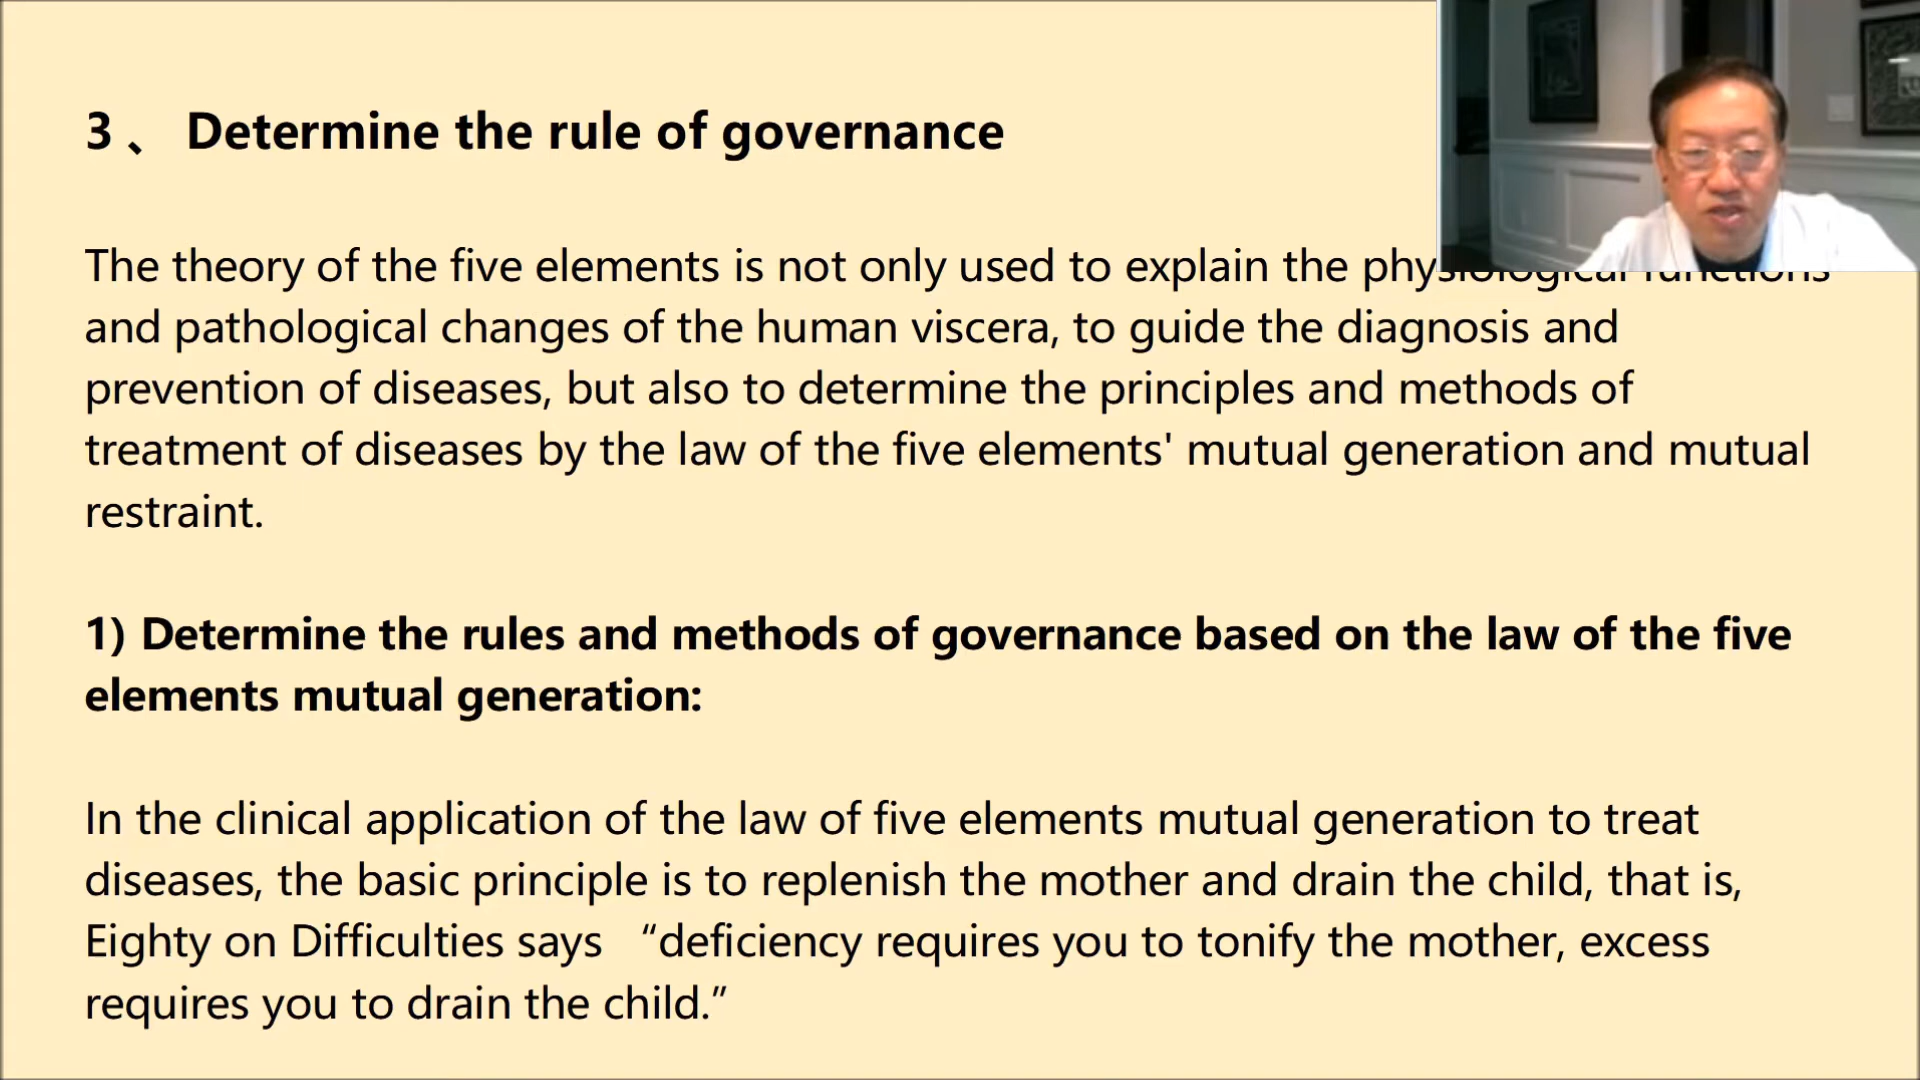 3 、 Determine the rule of governance
The theory of the five elements is not only used to explain the physiological functions
and pathological changes of the human viscera, to guide the diagnosis and
prevention of diseases, but also to determine the principles and methods of
treatment of diseases by the law of the five elements' mutual generation and mutual
restraint.
1) Determine the rules and methods of governance based on the law of the five
elements mutual generation:
In the clinical application of the law of five elements mutual generation to treat
diseases, the basic principle is to replenish the mother and drain the child, that is,
Eighty on Difficulties says “deficiency requires you to tonify the mother, excess
requires you to drain the child.”